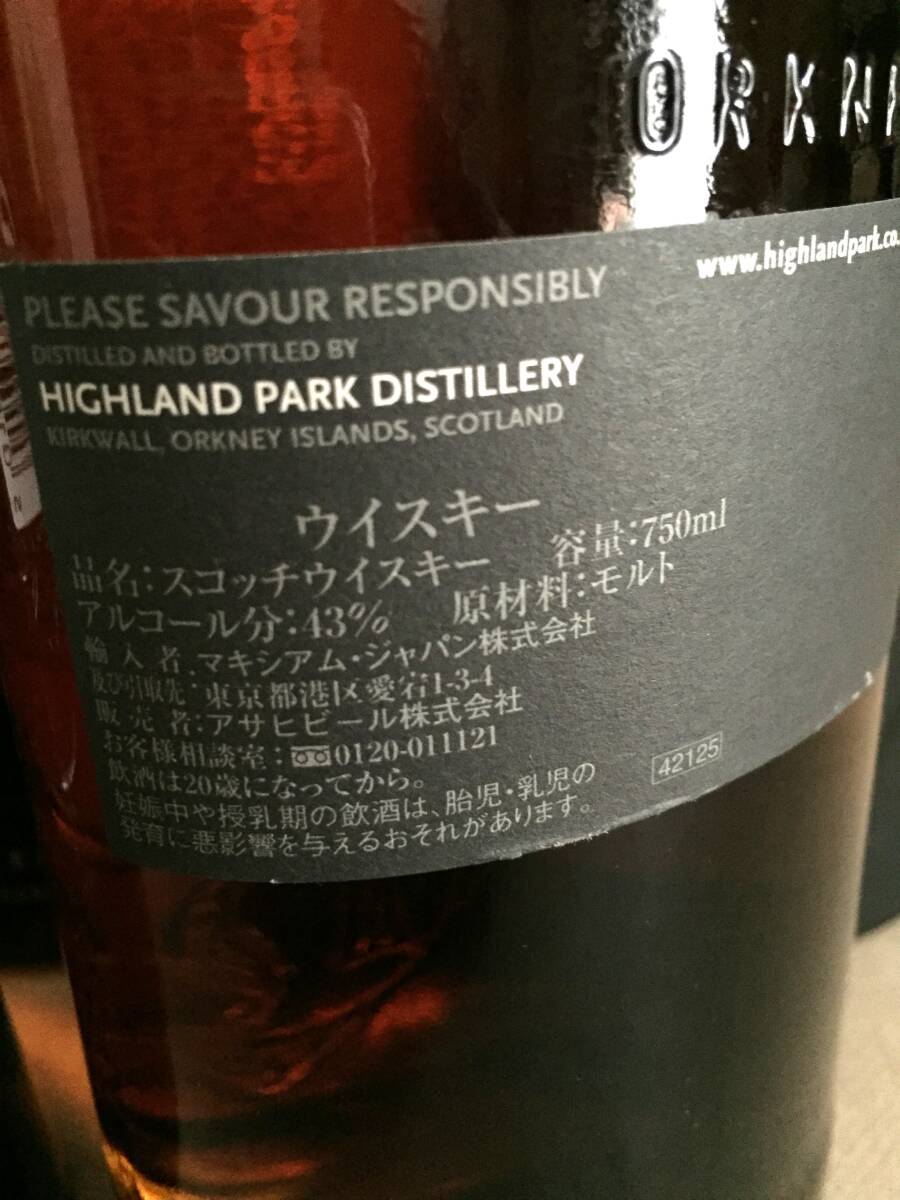 ORKN
www.highlandpark.co.
PLEASE SAVOUR RESPONSIBLY
DISTILLED AND BOTTLED BY
HIGHLAND PARK DISTILLERY
KIRKWALL, ORKNEY ISLANDS, SCOTLAND
ウイスキー
品名:スコッチウイスキー 容量:750ml
アルコール分:43% 原材料:モルト
輸入者:マキシアム・ジャパン株式会社
及び引取先:東京都港区愛宕1-3-4
販売者:アサヒビール株式会社
お客様相談室:0120-011121
飲酒は20歳になってから。
妊娠中や授乳期の飲酒は、胎児・乳児の
発育に悪影響を与えるおそれがあります。
42125